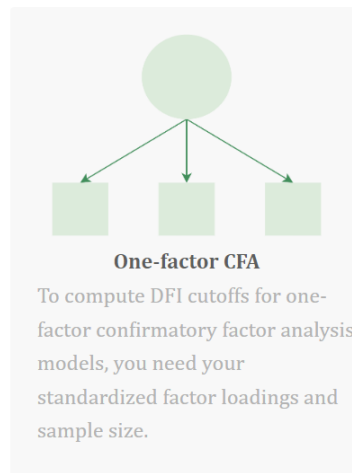 One-factor CFA
To compute DFI cutoffs for one-
factor confirmatory factor analysis
models, you need your
standardized factor loadings and
sample size.